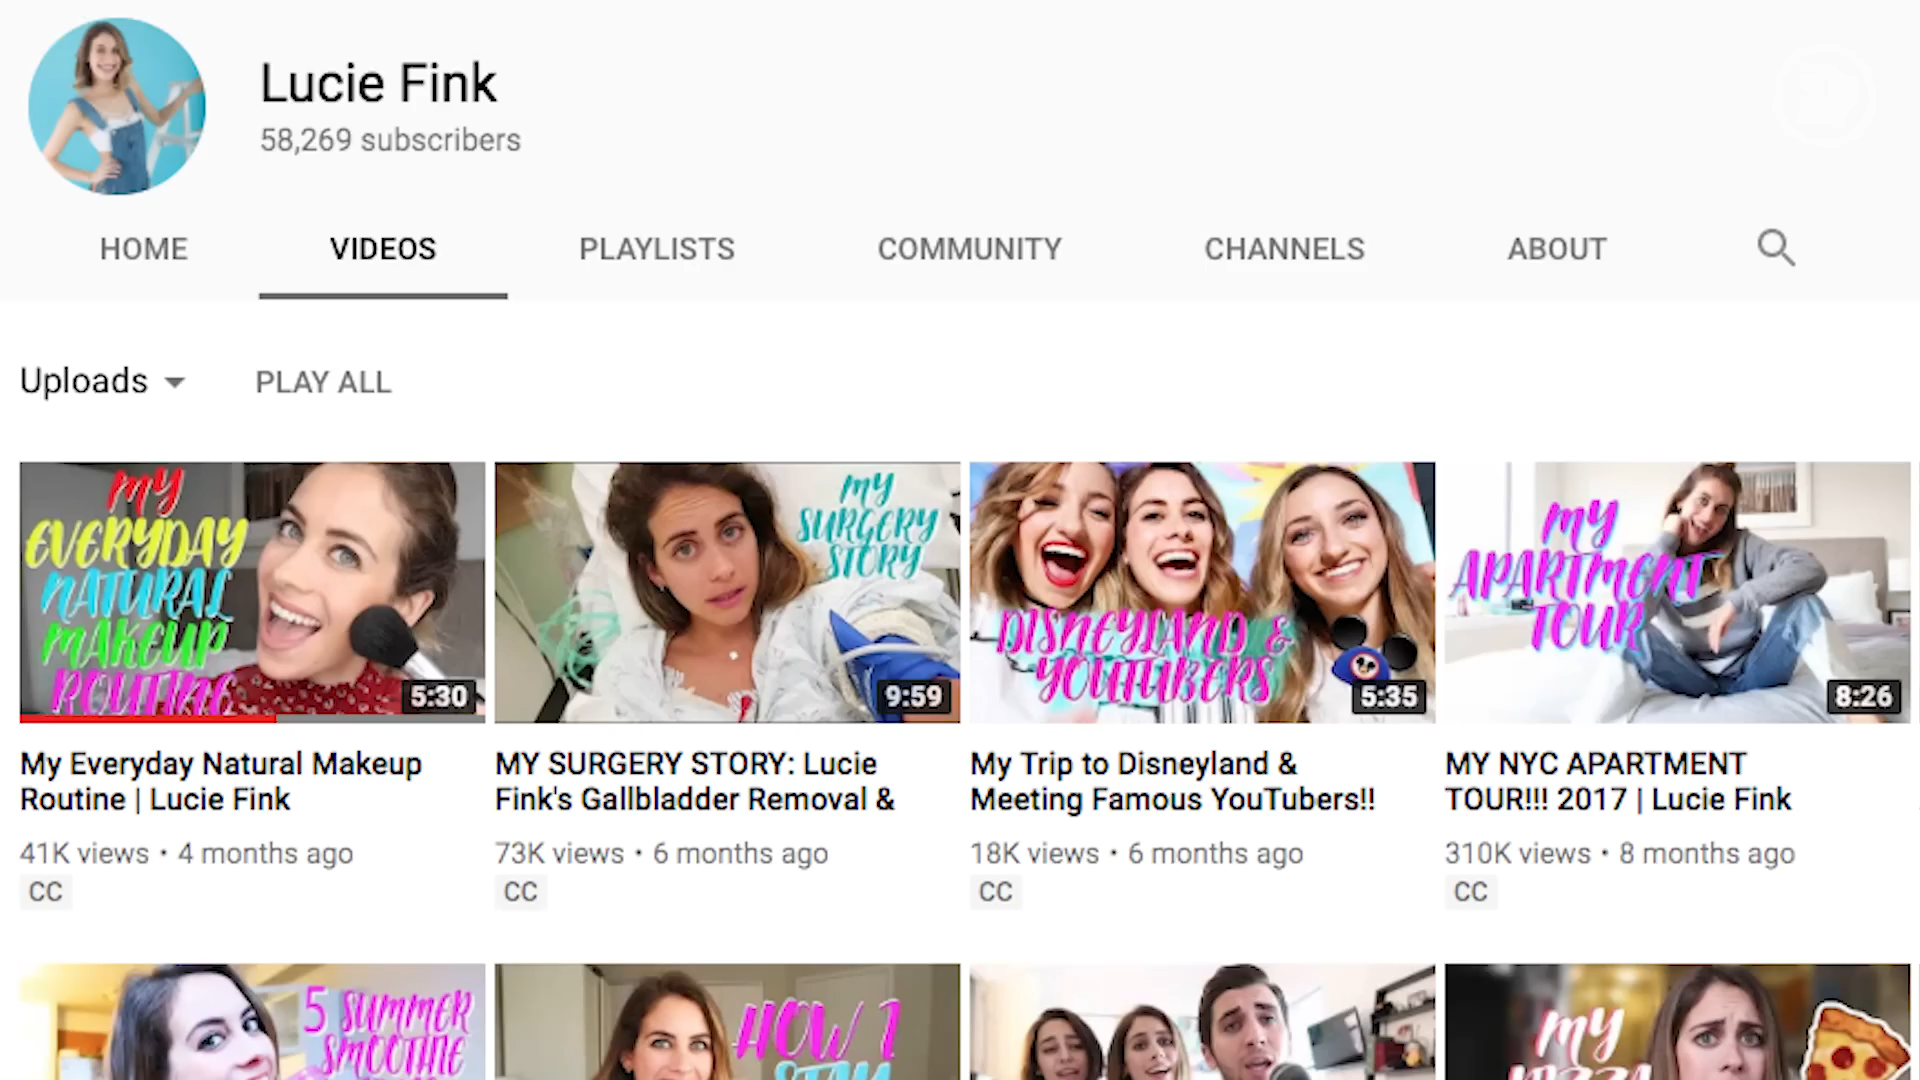 Lucie Fink
58,269 subscribers
HOME VIDEOS PLAYLISTS COMMUNITY CHANNELS ABOUT
Uploads PLAY ALL
MY
EVERYDAY
NATURAL
MAKEUP
ROUTINE
5:30
MY
SURGERY
STORY
9:59
DISNEYLAND &
YOUTUBERS
5:35
MY
APARTMENT
TOUR
8:26
My Everyday Natural Makeup
Routine | Lucie Fink
41K views • 4 months ago
CC
MY SURGERY STORY: Lucie
Fink's Gallbladder Removal &
73K views • 6 months ago
CC
My Trip to Disneyland &
Meeting Famous YouTubers!!
18K views • 6 months ago
CC
MY NYC APARTMENT
TOUR!!! 2017 | Lucie Fink
310K views • 8 months ago
CC
5 SUMMER
SMOOTHIE
HOW I
STAY
MY
PIZZA